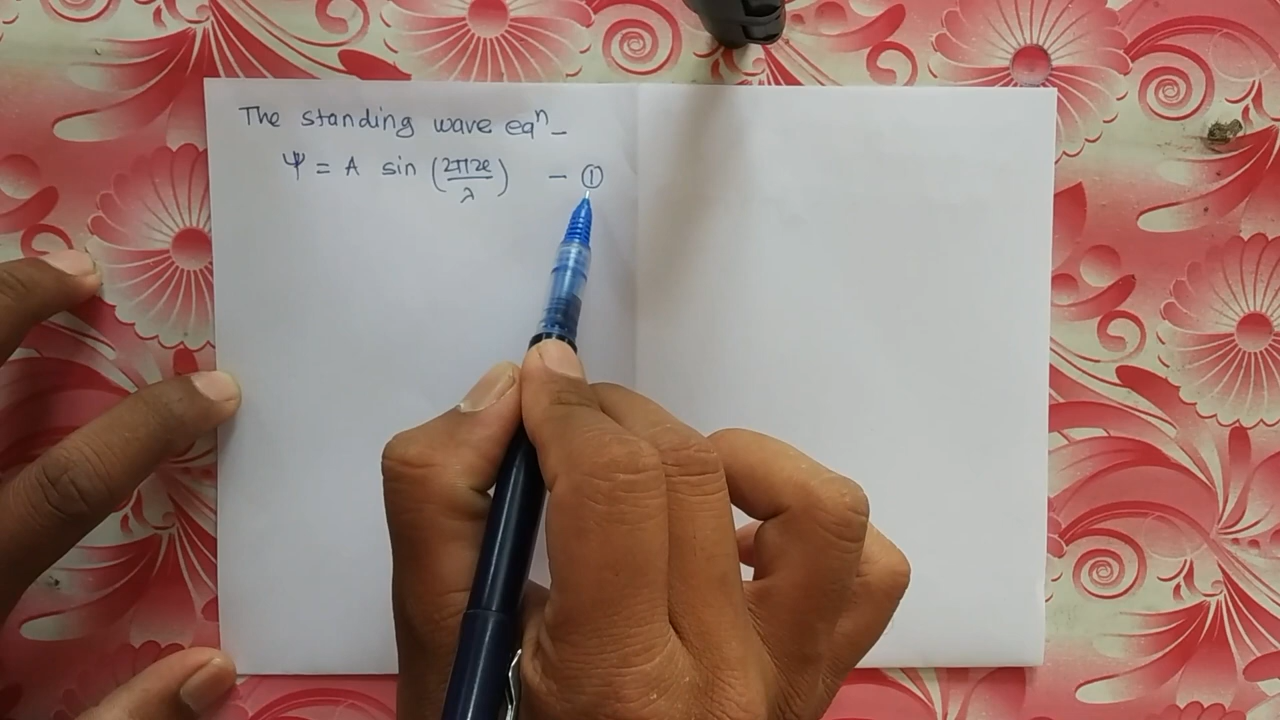 The standing wave eqⁿ –
ψ = A sin (2πx/λ) – ①